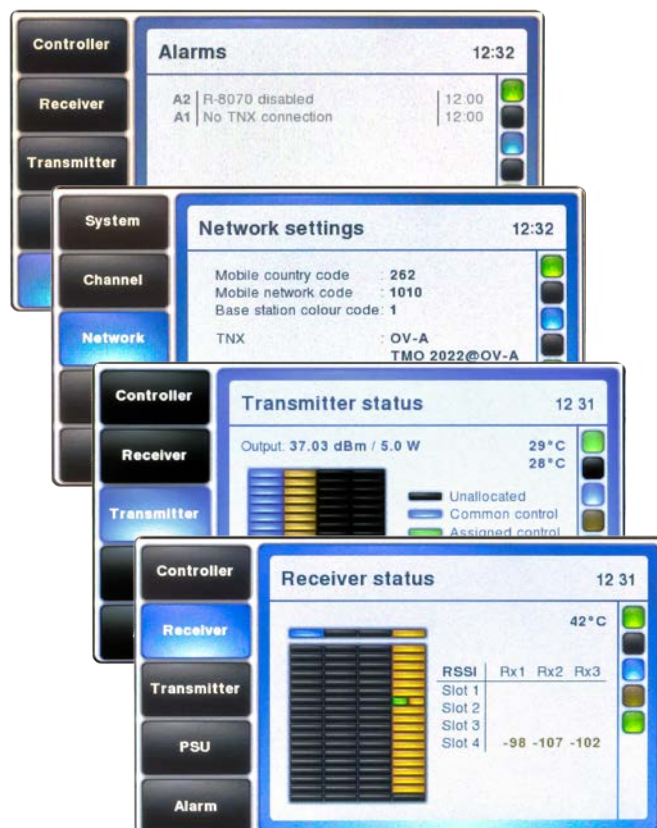 Controller
Receiver
Transmitter
Alarms 12:32
A2 R-8070 disabled 12:00
A1 No TNX connection 12:00
System
Channel
Network
Network settings 12:32
Mobile country code : 262
Mobile network code : 1010
Base station colour code: 1
TNX : OV-A
TMO 2022@OV-A
Controller
Receiver
Transmitter
Transmitter status 12 31
Output: 37.03 dBm / 5.0 W 29°C
28°C
Unallocated
Common control
Assigned control
Controller
Receiver
Transmitter
PSU
Alarm
Receiver status 12 31
42°C
RSSI Rx1 Rx2 Rx3
Slot 1
Slot 2
Slot 3
Slot 4 -98 -107 -102